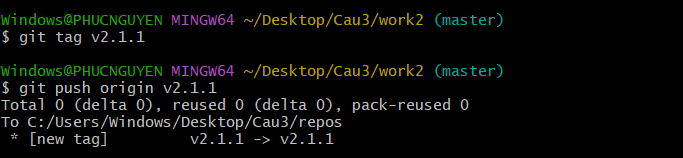 Windows@PHUCNGUYEN MINGW64 ~/Desktop/Cau3/work2 (master)
$ git tag v2.1.1
Windows@PHUCNGUYEN MINGW64 ~/Desktop/Cau3/work2 (master)
$ git push origin v2.1.1
Total 0 (delta 0), reused 0 (delta 0), pack-reused 0
To C:/Users/Windows/Desktop/Cau3/repos
 * [new tag]         v2.1.1 -> v2.1.1